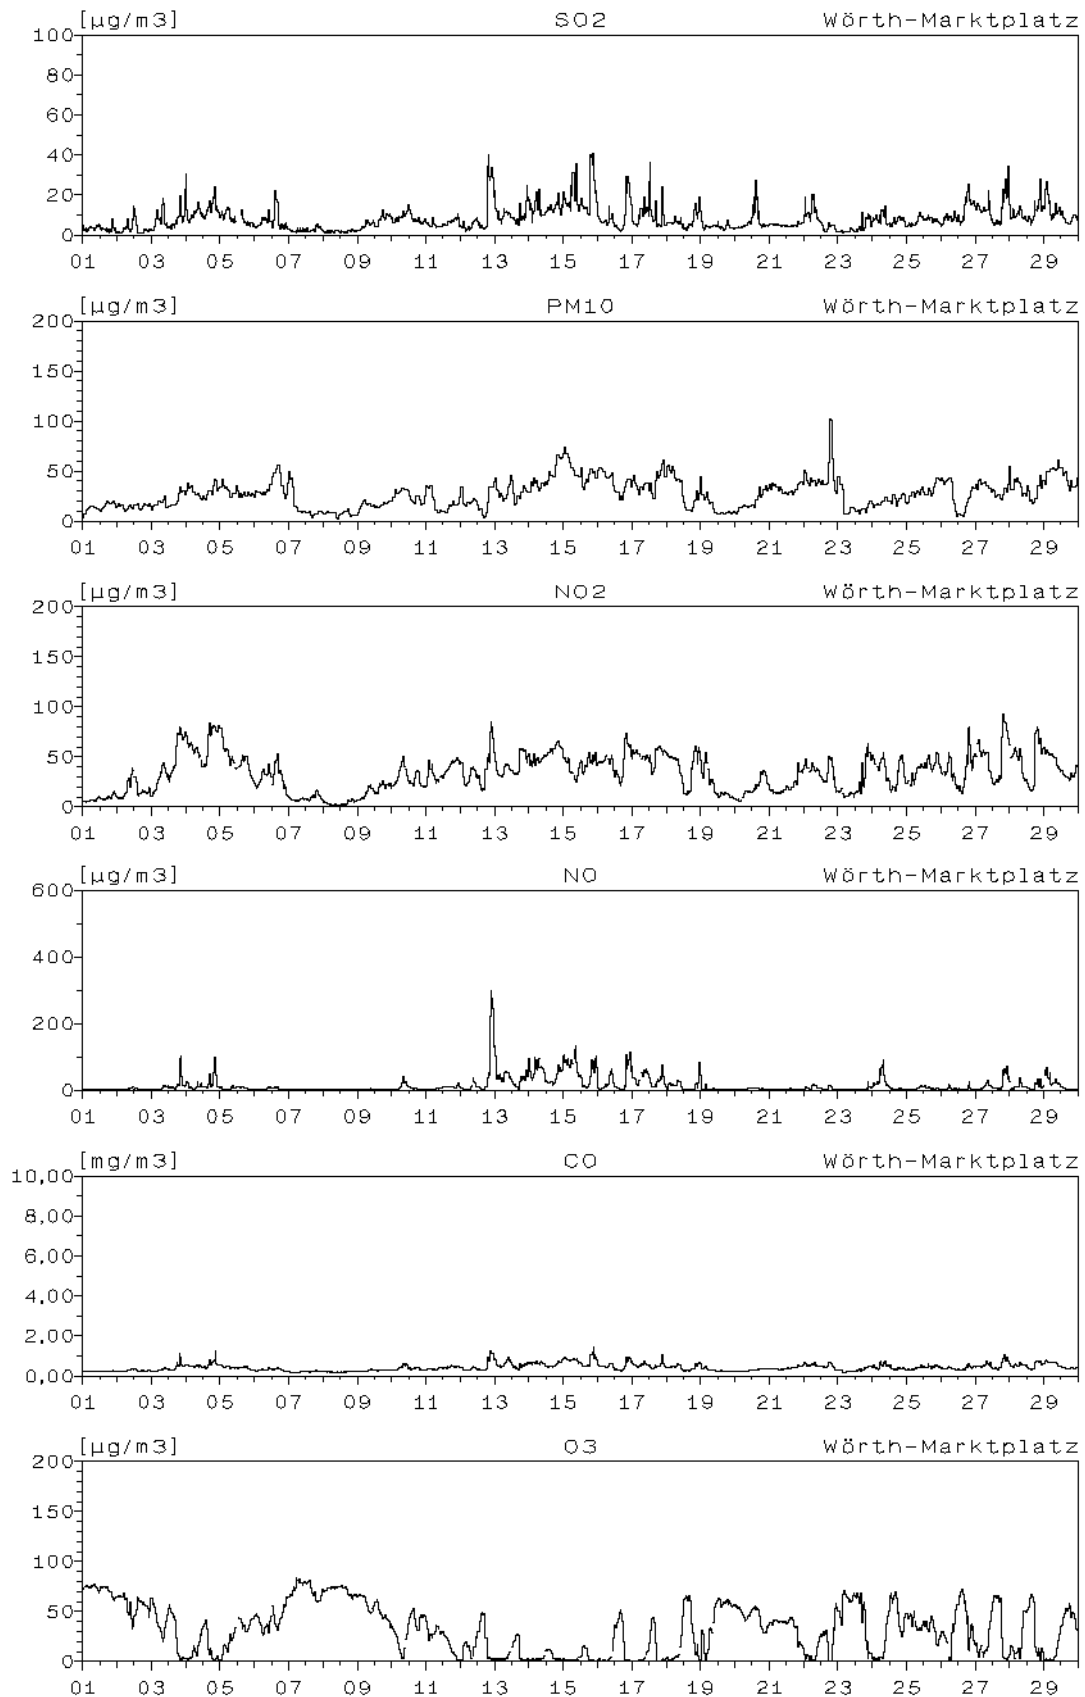 [µg/m3] SO2 Wörth-Marktplatz
100
80
60
40
20
0
01 03 05 07 09 11 13 15 17 19 21 23 25 27 29
[µg/m3] PM10 Wörth-Marktplatz
200
150
100
50
0
01 03 05 07 09 11 13 15 17 19 21 23 25 27 29
[µg/m3] NO2 Wörth-Marktplatz
200
150
100
50
0
01 03 05 07 09 11 13 15 17 19 21 23 25 27 29
[µg/m3] NO Wörth-Marktplatz
600
400
200
0
01 03 05 07 09 11 13 15 17 19 21 23 25 27 29
[mg/m3] CO Wörth-Marktplatz
10,00
8,00
6,00
4,00
2,00
0,00
01 03 05 07 09 11 13 15 17 19 21 23 25 27 29
[µg/m3] O3 Wörth-Marktplatz
200
150
100
50
0
01 03 05 07 09 11 13 15 17 19 21 23 25 27 29